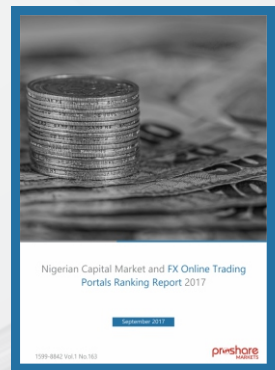 Nigerian Capital Market and FX Online Trading
Portals Ranking Report 2017
September 2017
1599-8842 Vol 1 No.163
proshare
MARKETS